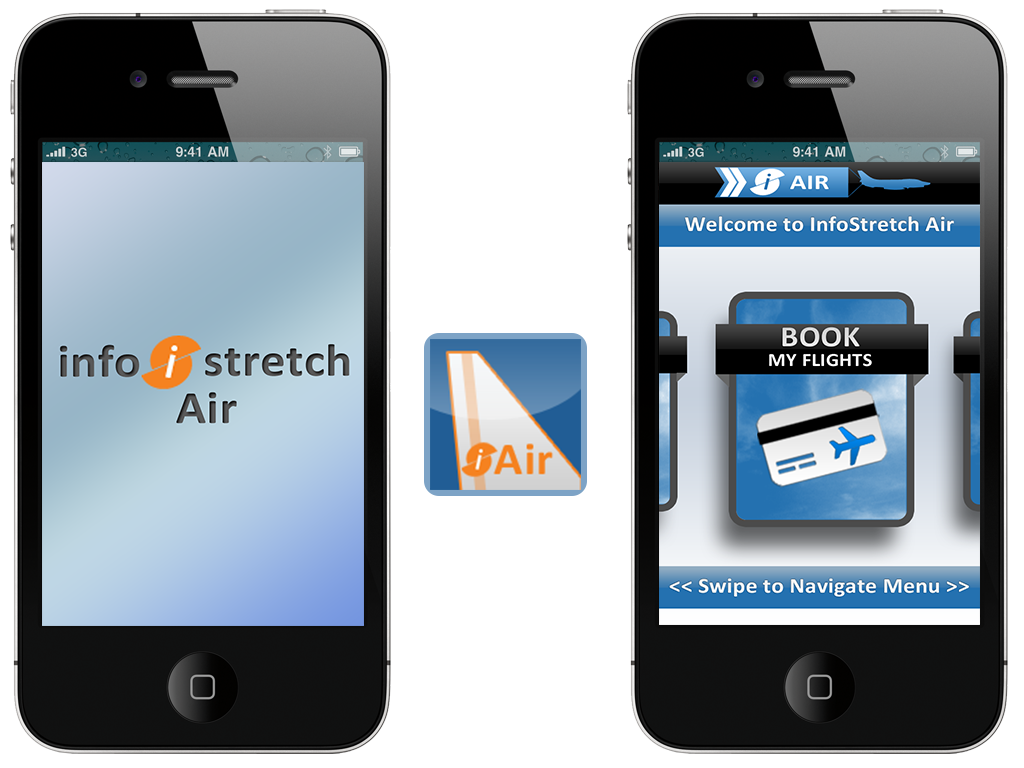 3G 9:41 AM
info i stretch
Air
i Air
3G 9:41 AM
i AIR
Welcome to InfoStretch Air
BOOK
MY FLIGHTS
<< Swipe to Navigate Menu >>